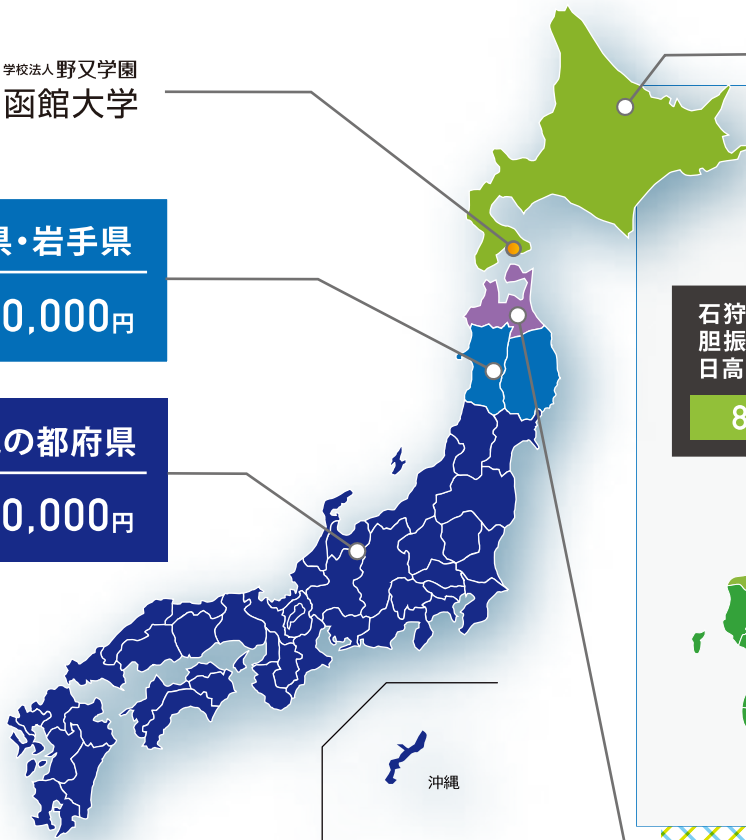 学校法人 野又学園
函館大学
県・岩手県
0,000円
の都府県
0,000円
石狩
胆振
日高
8
沖縄